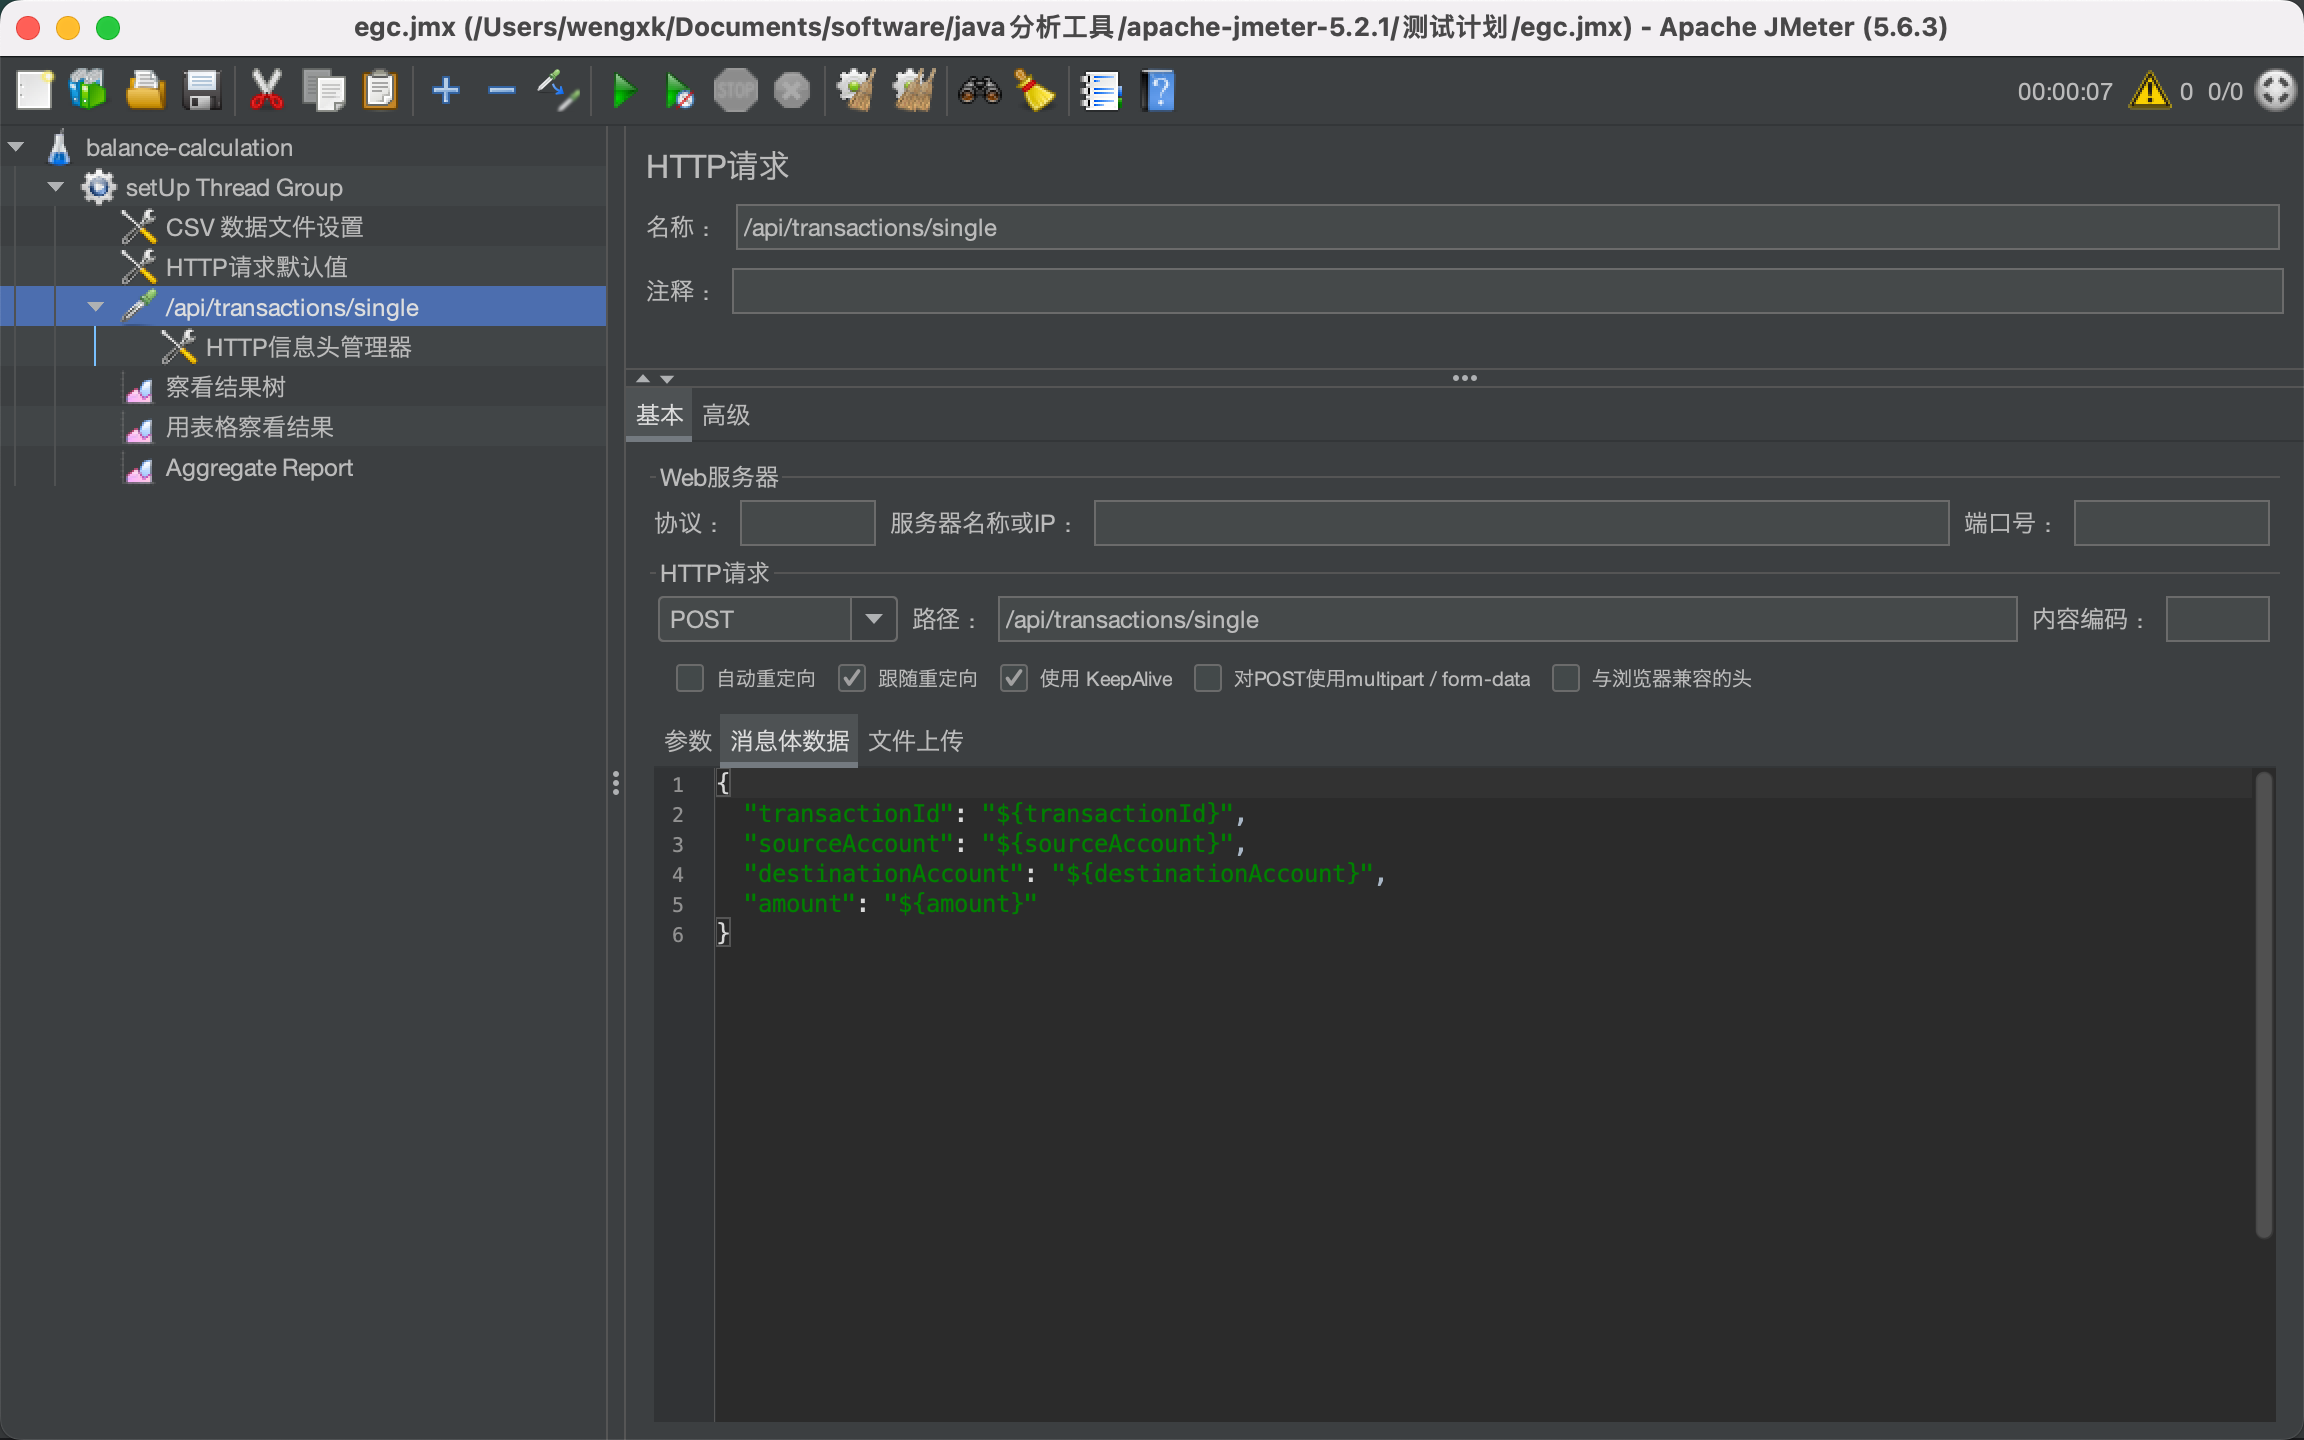 egc.jmx (/Users/wengxk/Documents/software/java分析工具/apache-jmeter-5.2.1/测试计划/egc.jmx) - Apache JMeter (5.6.3)
STOP
00:00:07 0 0/0
balance-calculation
setUp Thread Group
CSV 数据文件设置
HTTP请求默认值
/api/transactions/single
HTTP信息头管理器
察看结果树
用表格察看结果
Aggregate Report
HTTP请求
名称： /api/transactions/single
注释：
基本 高级
Web服务器
协议： 服务器名称或IP： 端口号：
HTTP请求
POST 路径： /api/transactions/single 内容编码：
自动重定向 跟随重定向 使用 KeepAlive 对POST使用multipart / form-data 与浏览器兼容的头
参数 消息体数据 文件上传
1 {
2 "transactionId": "${transactionId}",
3 "sourceAccount": "${sourceAccount}",
4 "destinationAccount": "${destinationAccount}",
5 "amount": "${amount}"
6 }